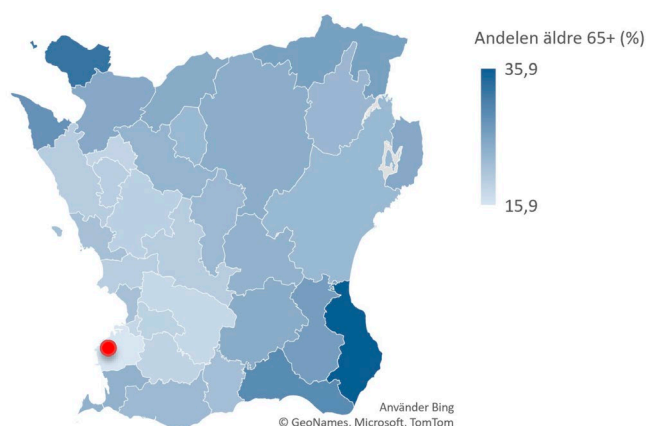 Andelen äldre 65+ (%)
35,9
15,9
Använder Bing
© GeoNames, Microsoft, TomTom